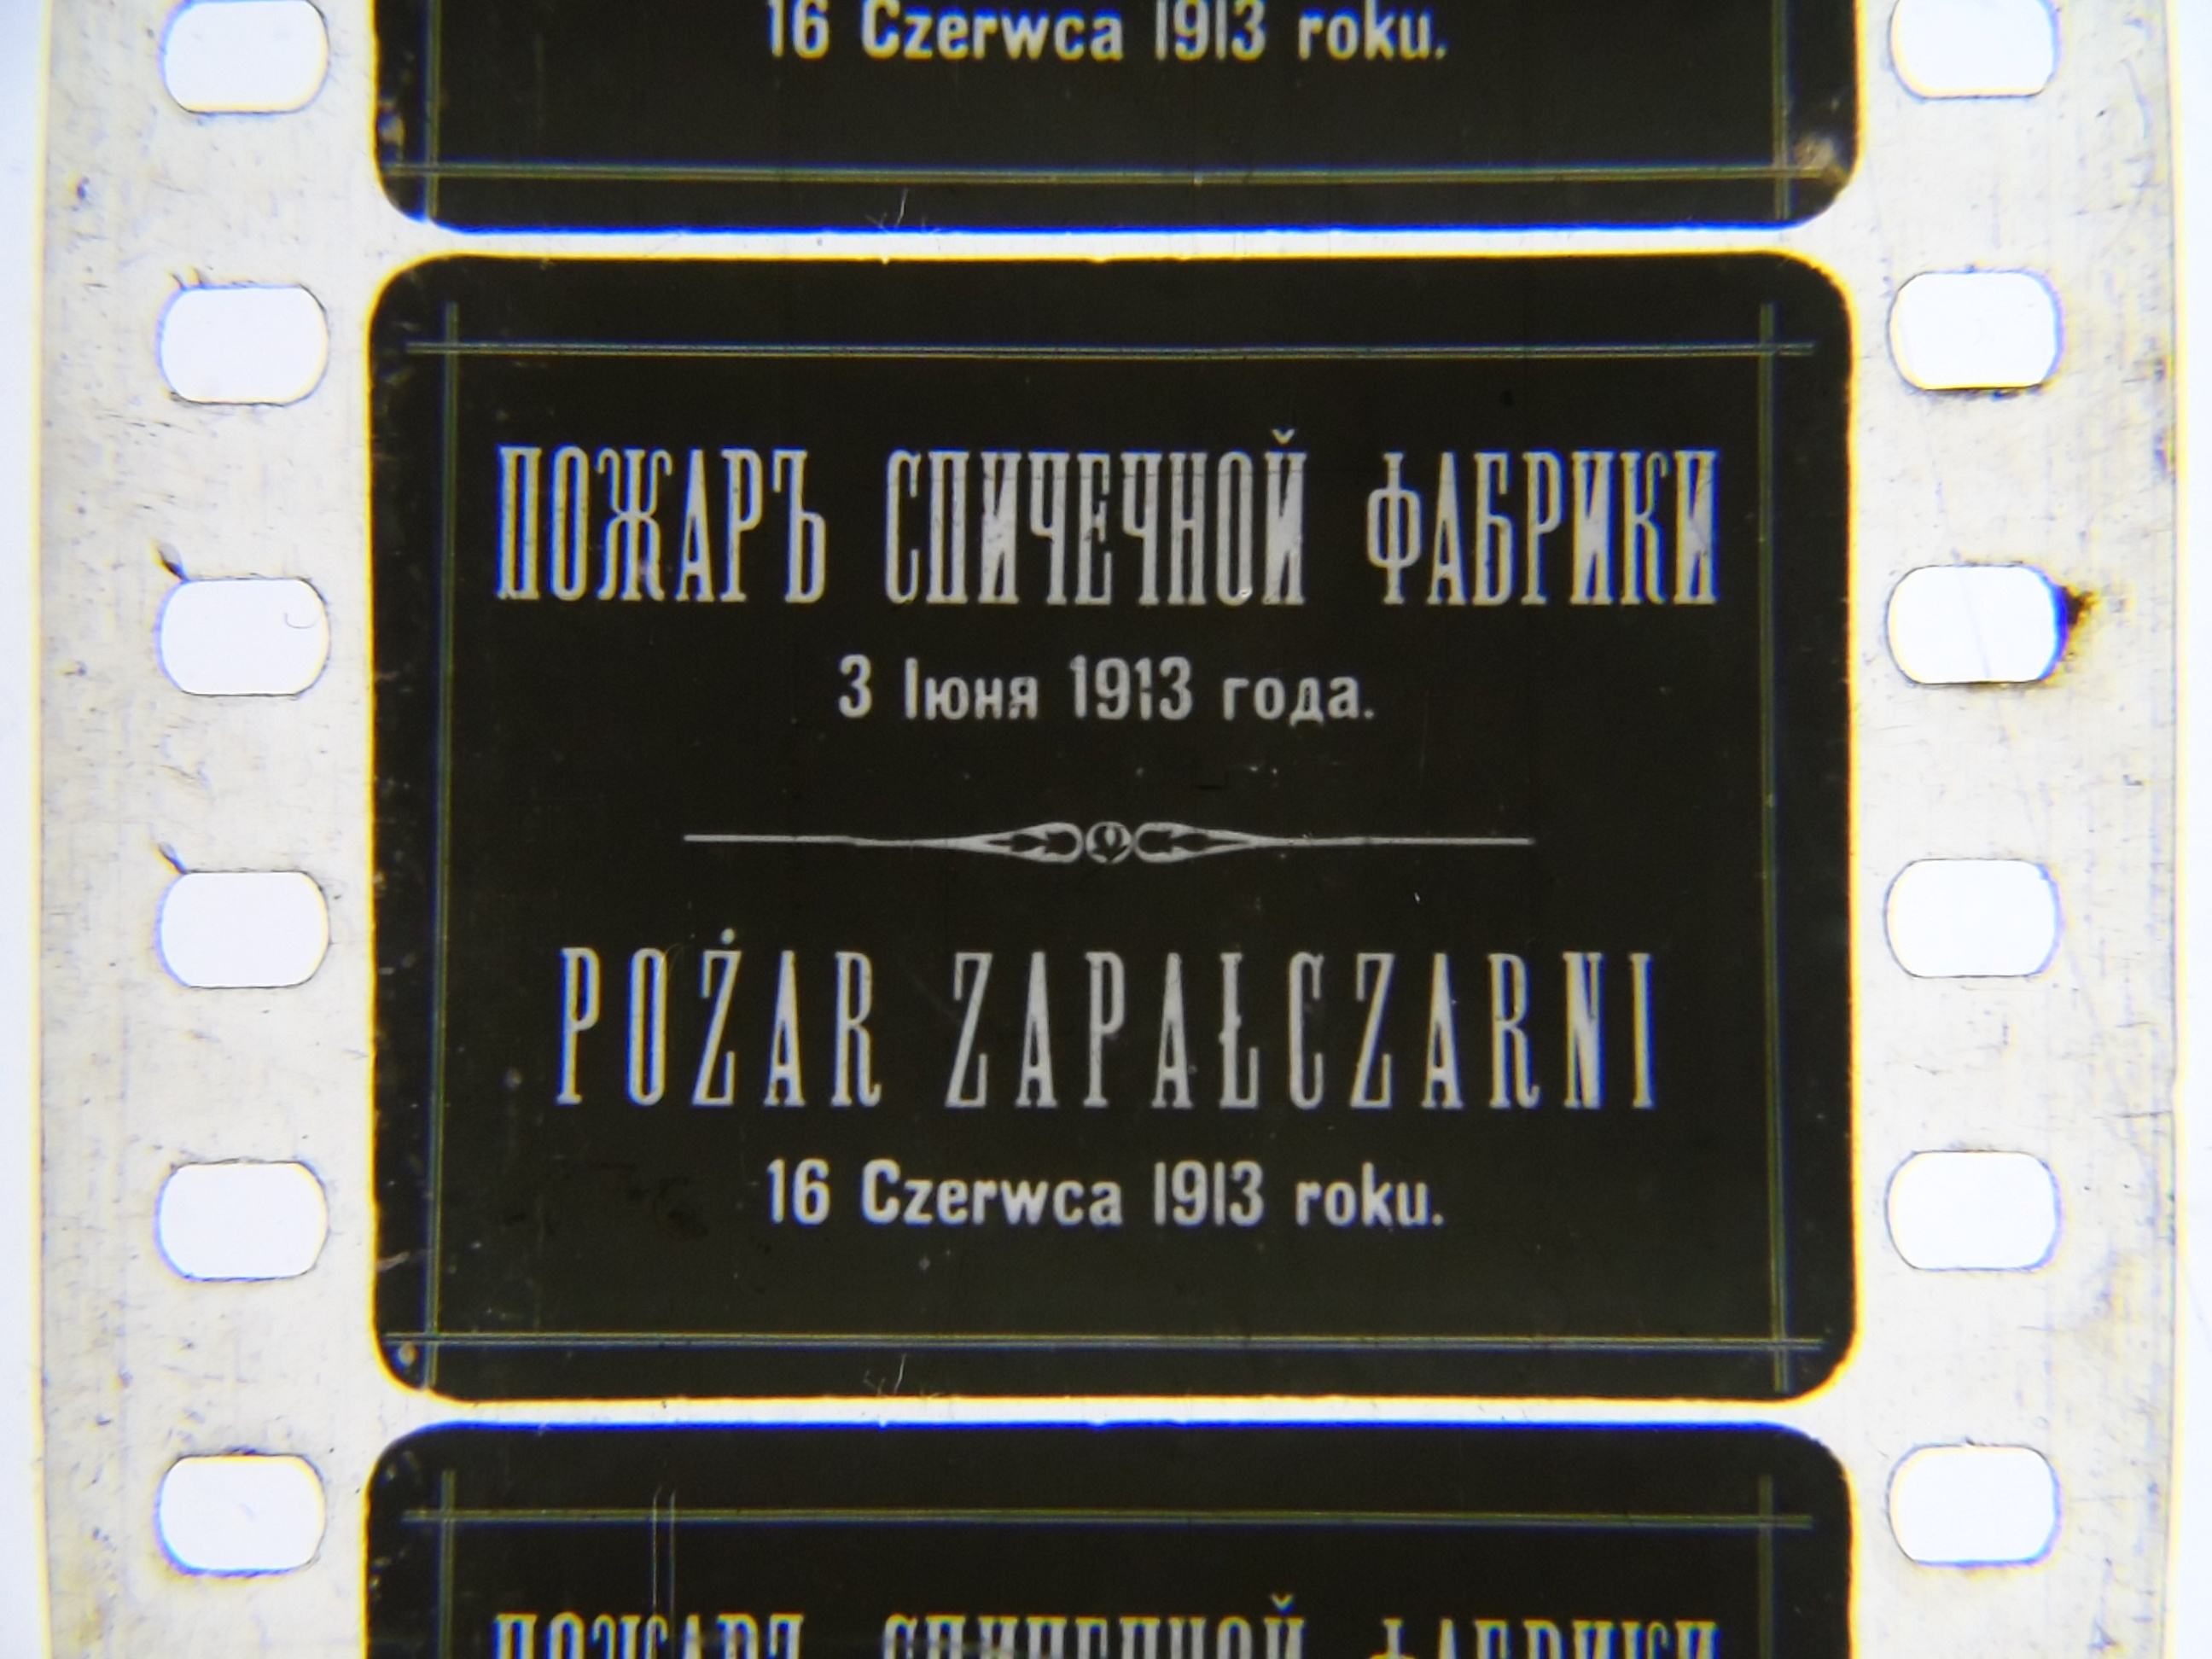 16 Czerwca 1913 roku.
ПОЖАРЪ СПИЧЕЧНОЙ ФАБРИКИ
3 Іюня 1913 года.
POŻAR ZAPAŁCZARNI
16 Czerwca 1913 roku.
ПОЖАРЪ СПИЧЕЧНОЙ ФАБРИКИ